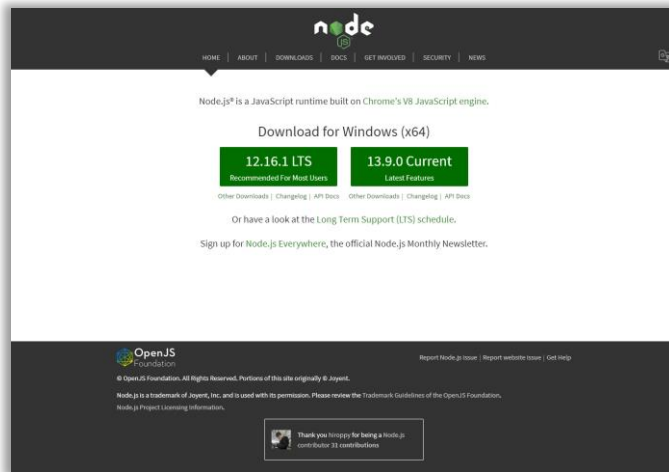 node
JS
HOME | ABOUT | DOWNLOADS | DOCS | GET INVOLVED | SECURITY | NEWS
Node.js® is a JavaScript runtime built on Chrome's V8 JavaScript engine.
Download for Windows (x64)
12.16.1 LTS
Recommended For Most Users
13.9.0 Current
Latest Features
Other Downloads | Changelog | API Docs
Other Downloads | Changelog | API Docs
Or have a look at the Long Term Support (LTS) schedule.
Sign up for Node.js Everywhere, the official Node.js Monthly Newsletter.
OpenJS
Foundation
Report Node.js issue | Report website issue | Get Help
© OpenJS Foundation. All Rights Reserved. Portions of this site originally © Joyent.
Node.js is a trademark of Joyent, Inc. and is used with its permission. Please review the Trademark Guidelines of the OpenJS Foundation.
Node.js Project Licensing Information.
Thank you hiroppy for being a Node.js
contributor 31 contributions